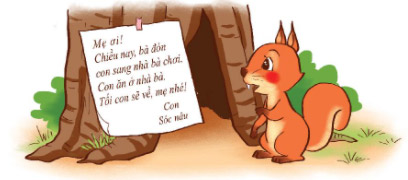 Mẹ ơi!
Chiều nay, bà đón
con sang nhà bà chơi.
Con ăn ở nhà bà.
Tối con sẽ về, mẹ nhé!
Con
Sóc nâu